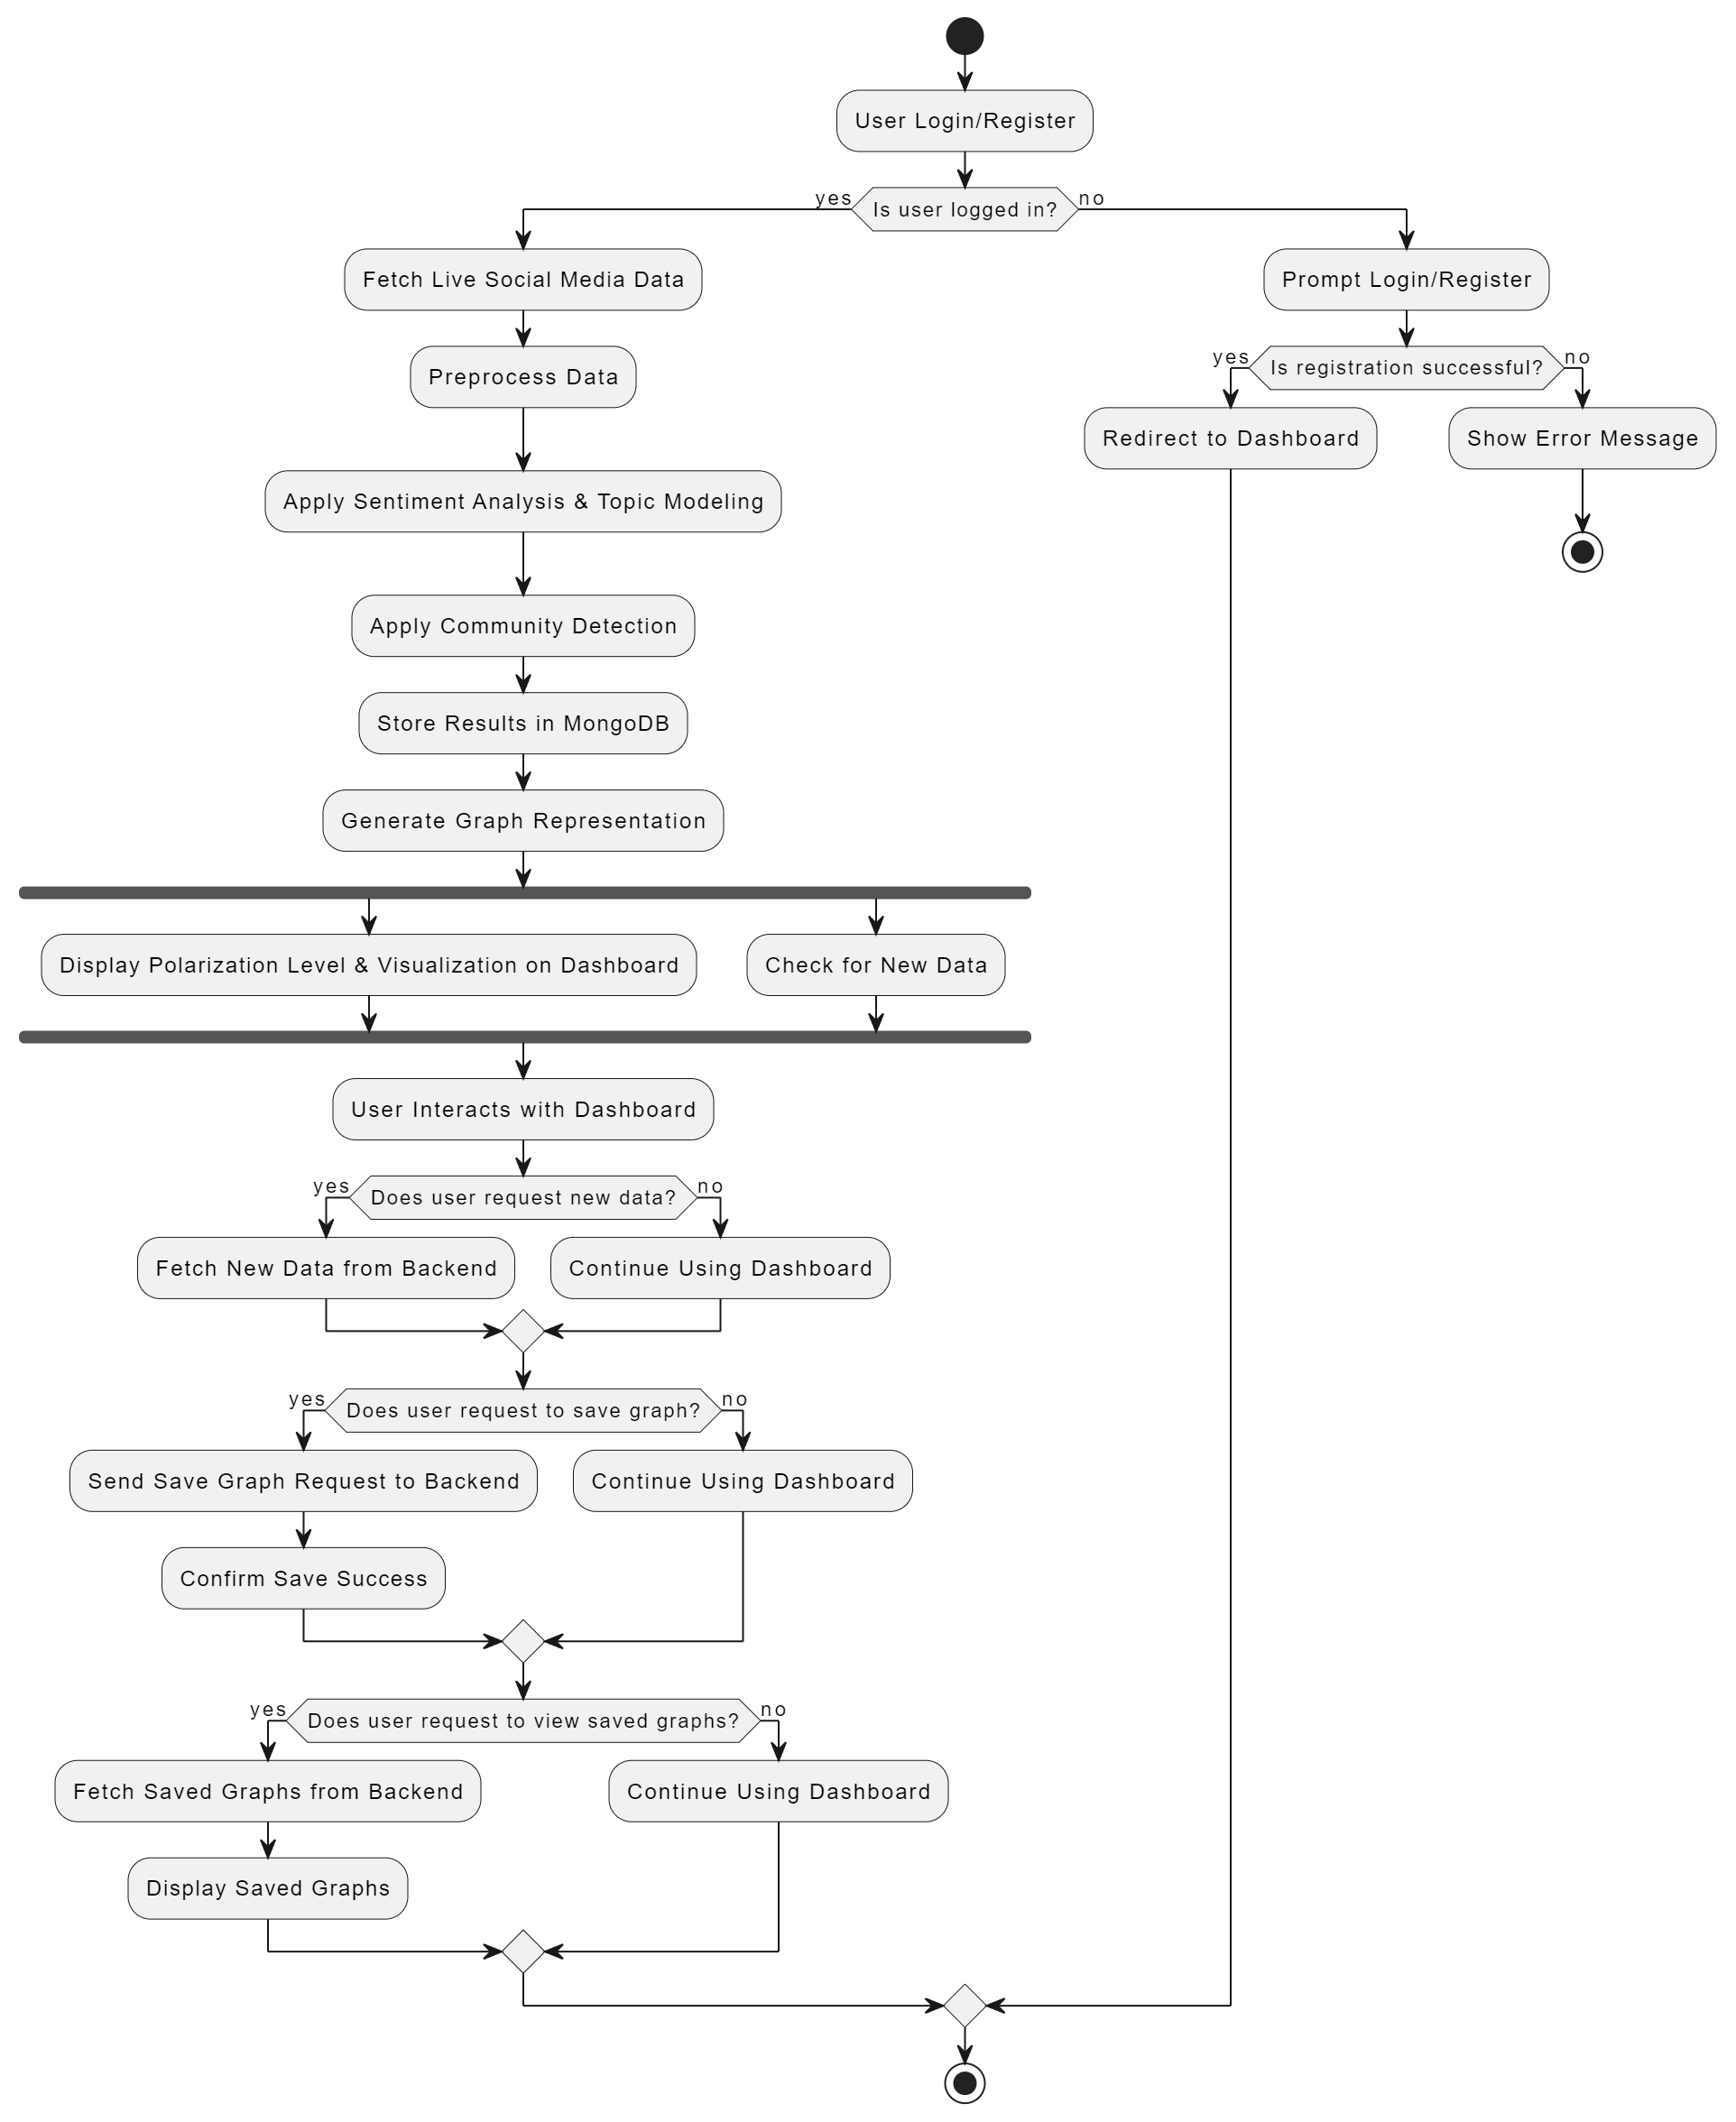 User Login/Register
yes
Is user logged in?
no
Fetch Live Social Media Data
Prompt Login/Register
Preprocess Data
yes
Is registration successful?
no
Redirect to Dashboard
Show Error Message
Apply Sentiment Analysis & Topic Modeling
Apply Community Detection
Store Results in MongoDB
Generate Graph Representation
Display Polarization Level & Visualization on Dashboard
Check for New Data
User Interacts with Dashboard
yes
Does user request new data?
no
Fetch New Data from Backend
Continue Using Dashboard
yes
Does user request to save graph?
no
Send Save Graph Request to Backend
Continue Using Dashboard
Confirm Save Success
yes
Does user request to view saved graphs?
no
Fetch Saved Graphs from Backend
Continue Using Dashboard
Display Saved Graphs